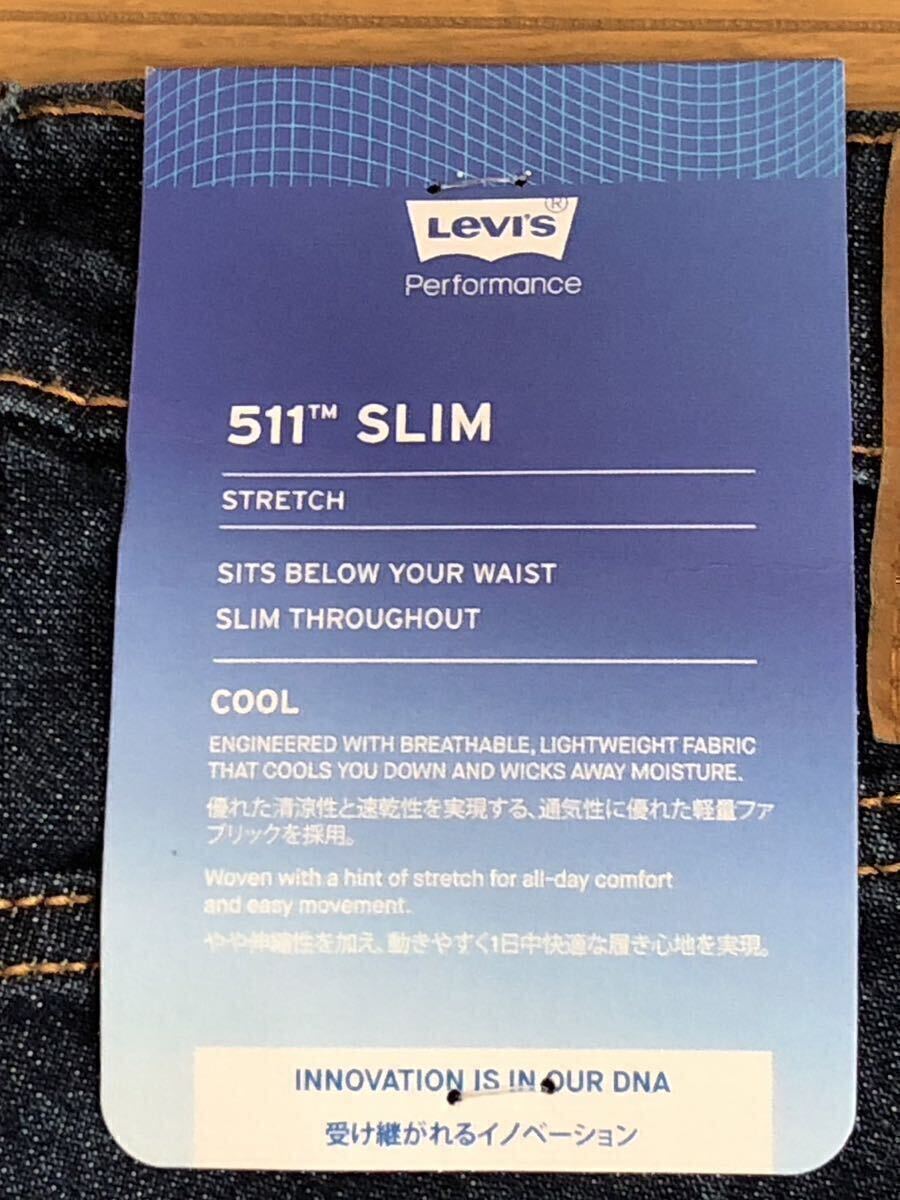 LEVI'S®
Performance
511™ SLIM
STRETCH
SITS BELOW YOUR WAIST
SLIM THROUGHOUT
COOL
ENGINEERED WITH BREATHABLE, LIGHTWEIGHT FABRIC
THAT COOLS YOU DOWN AND WICKS AWAY MOISTURE.
優れた清涼性と速乾性を実現する、通気性に優れた軽量ファ
ブリックを採用。
Woven with a hint of stretch for all-day comfort
and easy movement.
やや伸縮性を加え、動きやすく1日中快適な履き心地を実現。
INNOVATION IS IN OUR DNA
受け継がれるイノベーション